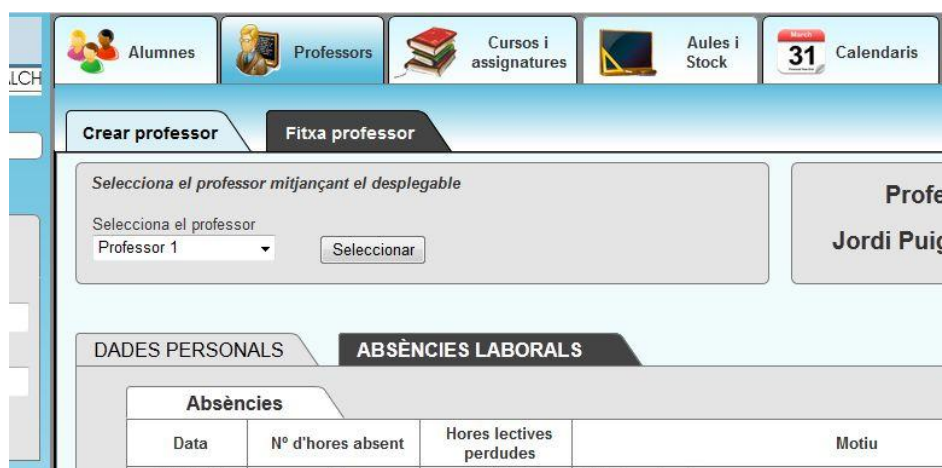 LCH
Alumnes
Professors
Cursos i
assignatures
Aules i
Stock
March
31
Calendaris
Crear professor
Fitxa professor
Selecciona el professor mitjançant el desplegable
Selecciona el professor
Professor 1
Seleccionar
Profe
Jordi Puig
DADES PERSONALS
ABSÈNCIES LABORALS
Absències
Data
Nº d'hores absent
Hores lectives
perdudes
Motiu